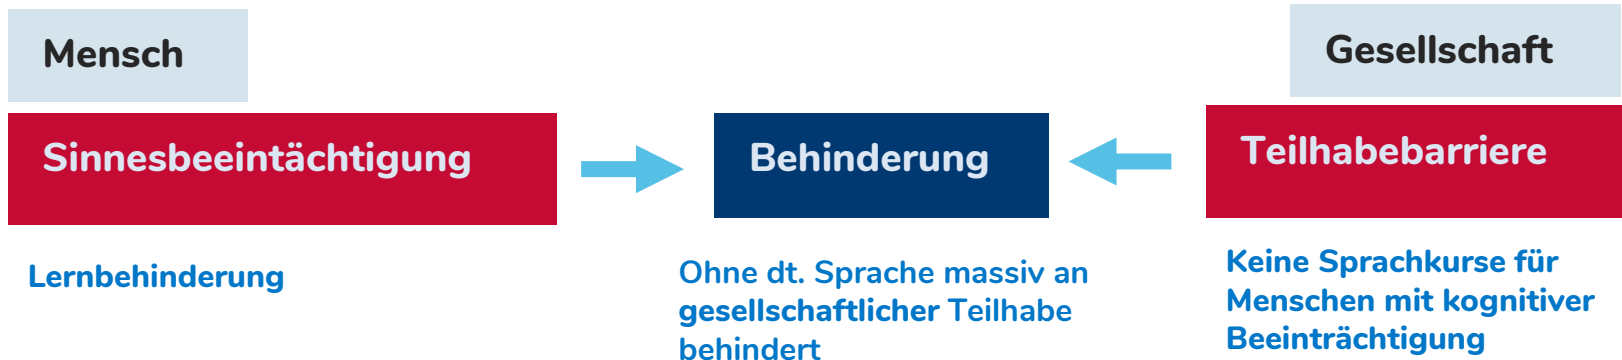 Mensch
Gesellschaft
Sinnesbeeintächtigung
Behinderung
Teilhabebarriere
Lernbehinderung
Ohne dt. Sprache massiv an
gesellschaftlicher Teilhabe
behindert
Keine Sprachkurse für
Menschen mit kognitiver
Beeinträchtigung